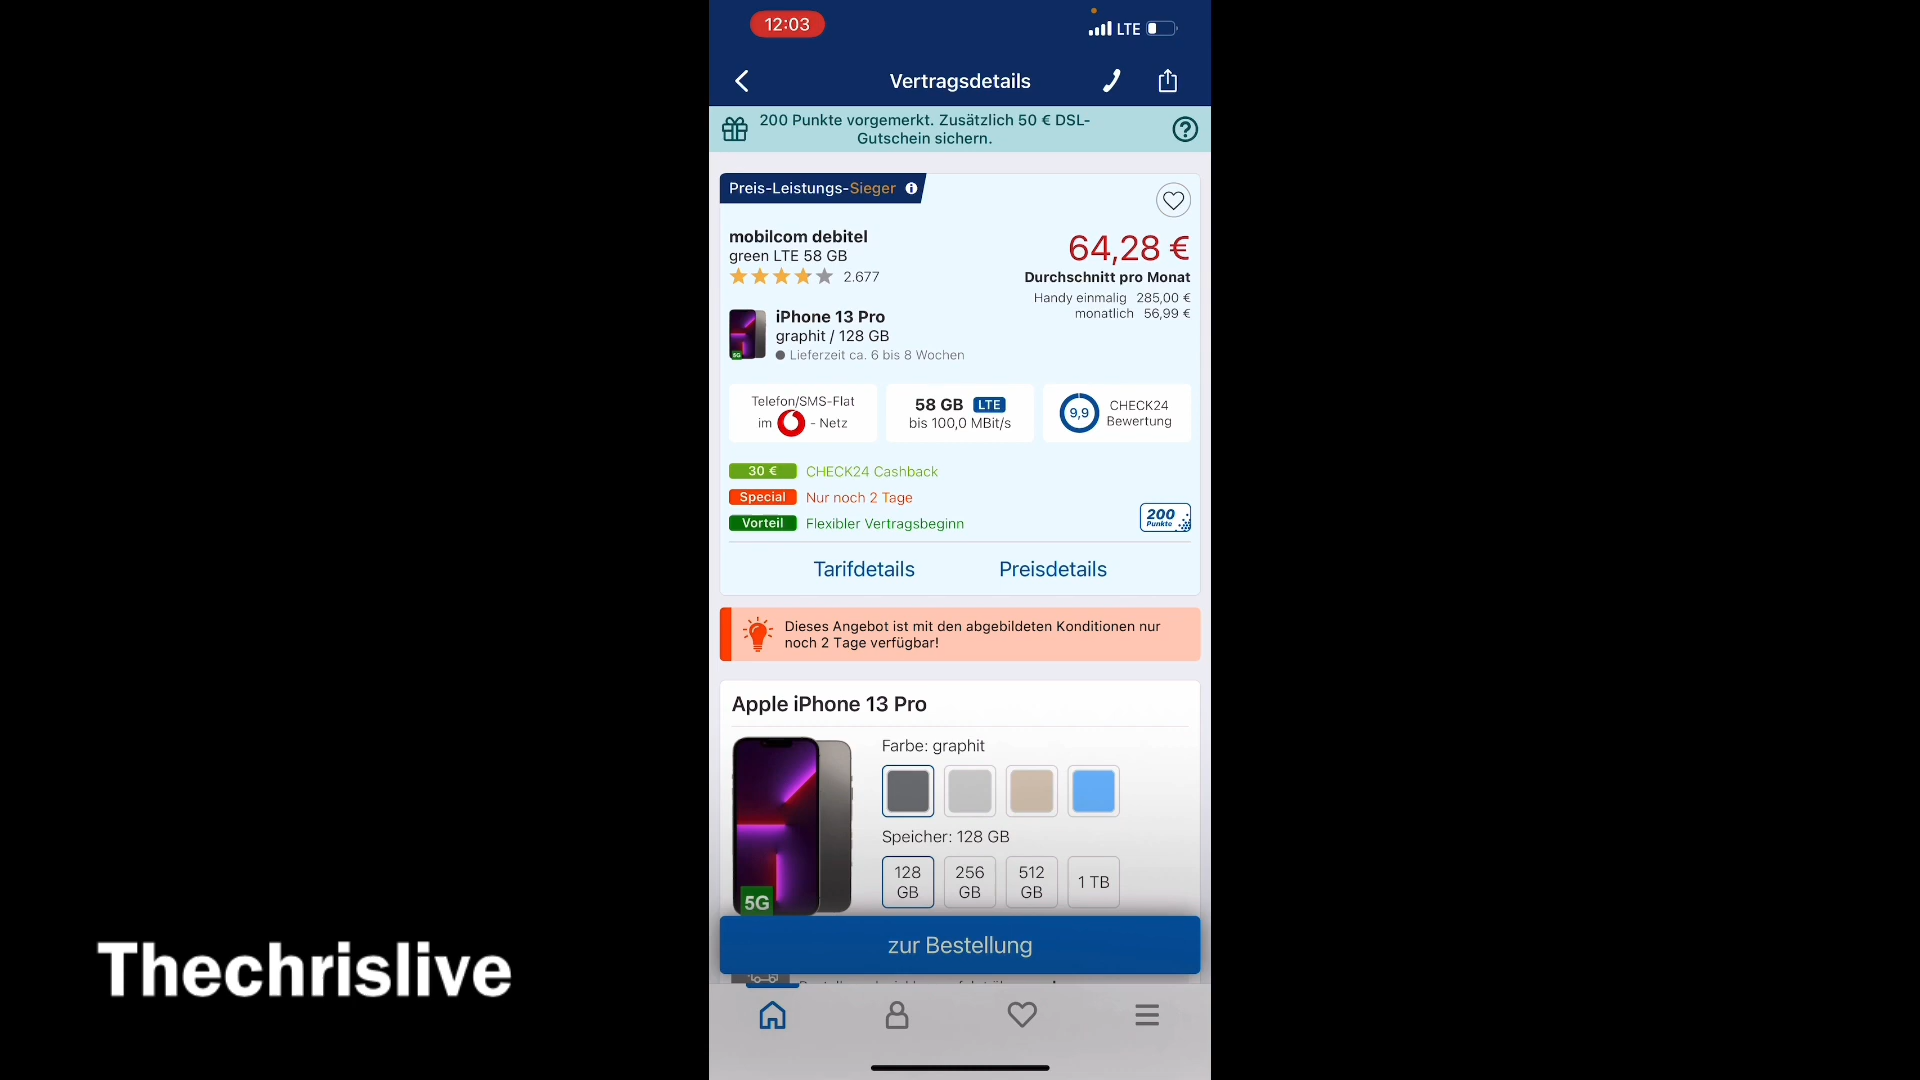 12:03
LTE
Vertragsdetails
200 Punkte vorgemerkt. Zusätzlich 50 € DSL-
Gutschein sichern.
Preis-Leistungs-Sieger
mobilcom debitel
green LTE 58 GB
2.677
64,28 €
Durchschnitt pro Monat
Handy einmalig 285,00 €
monatlich 56,99 €
iPhone 13 Pro
graphit / 128 GB
Lieferzeit ca. 6 bis 8 Wochen
5G
Telefon/SMS-Flat
im - Netz
58 GB LTE
bis 100,0 MBit/s
9,9
CHECK24
Bewertung
30 € CHECK24 Cashback
Special Nur noch 2 Tage
Vorteil Flexibler Vertragsbeginn
200
Punkte
Tarifdetails Preisdetails
Dieses Angebot ist mit den abgebildeten Konditionen nur
noch 2 Tage verfügbar!
Apple iPhone 13 Pro
Farbe: graphit
Speicher: 128 GB
128
GB
256
GB
512
GB
1 TB
5G
zur Bestellung
Thechrislive